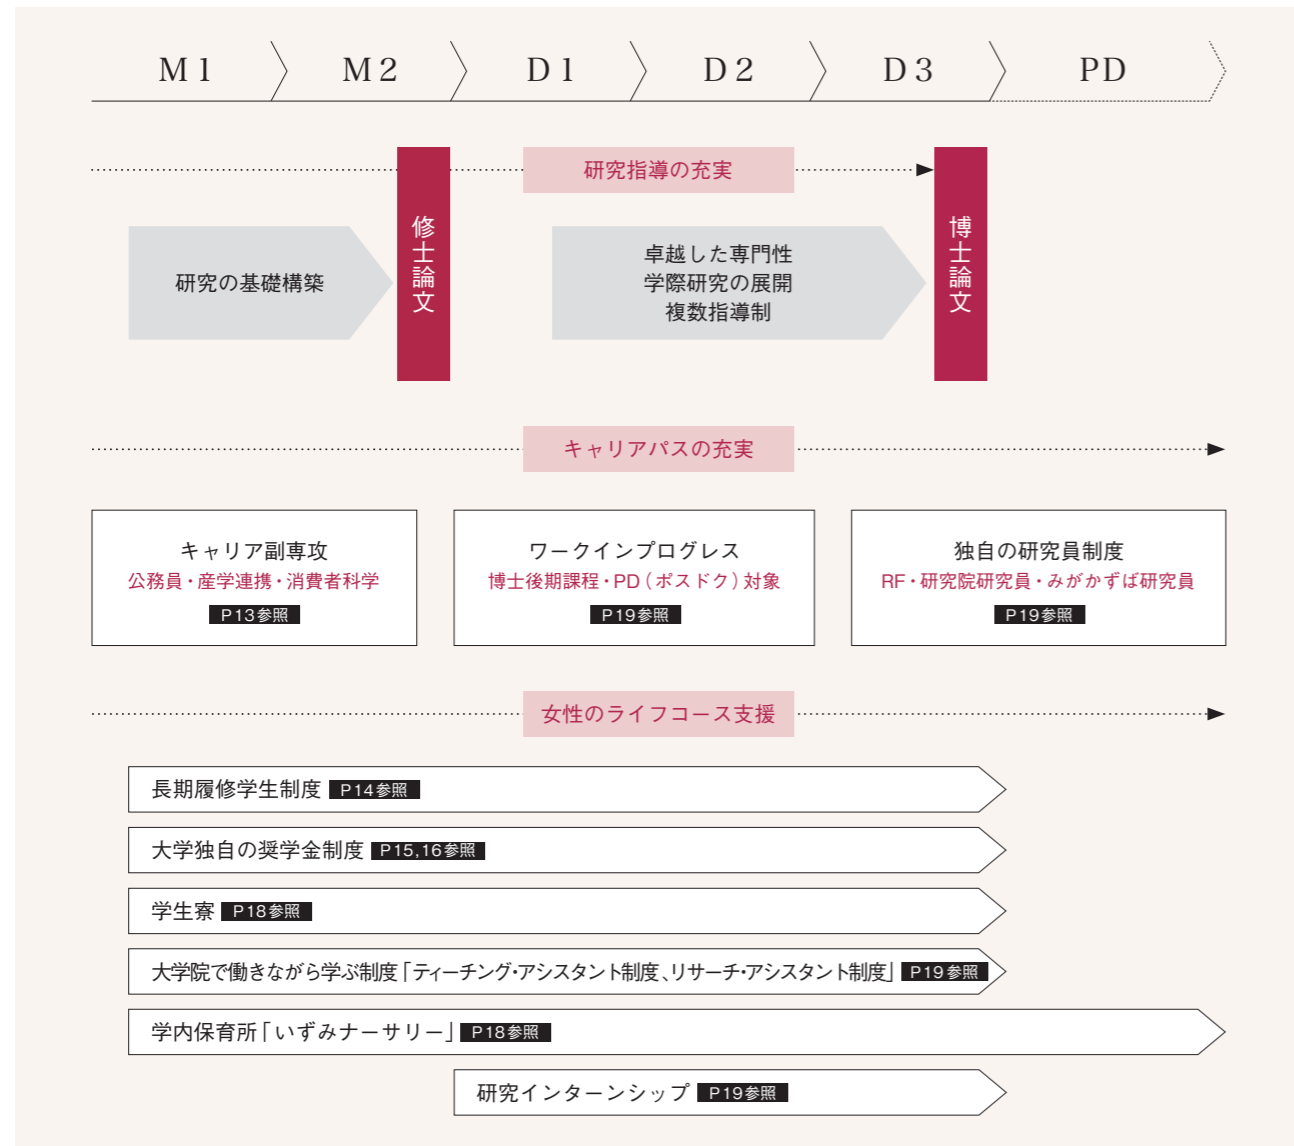 M1 M2 D1 D2 D3 PD
研究指導の充実
修士論文
博士論文
研究の基礎構築
卓越した専門性
学際研究の展開
複数指導制
キャリアパスの充実
キャリア副専攻
公務員・産学連携・消費者科学
P13参照
ワークインプログレス
博士後期課程・PD(ポスドク)対象
P19参照
独自の研究員制度
RF・研究院研究員・みがかずば研究員
P19参照
女性のライフコース支援
長期履修学生制度 P14参照
大学独自の奨学金制度 P15,16参照
学生寮 P18参照
大学院で働きながら学ぶ制度「ティーチング・アシスタント制度、リサーチ・アシスタント制度」 P19参照
学内保育所「いずみナーサリー」 P18参照
研究インターンシップ P19参照